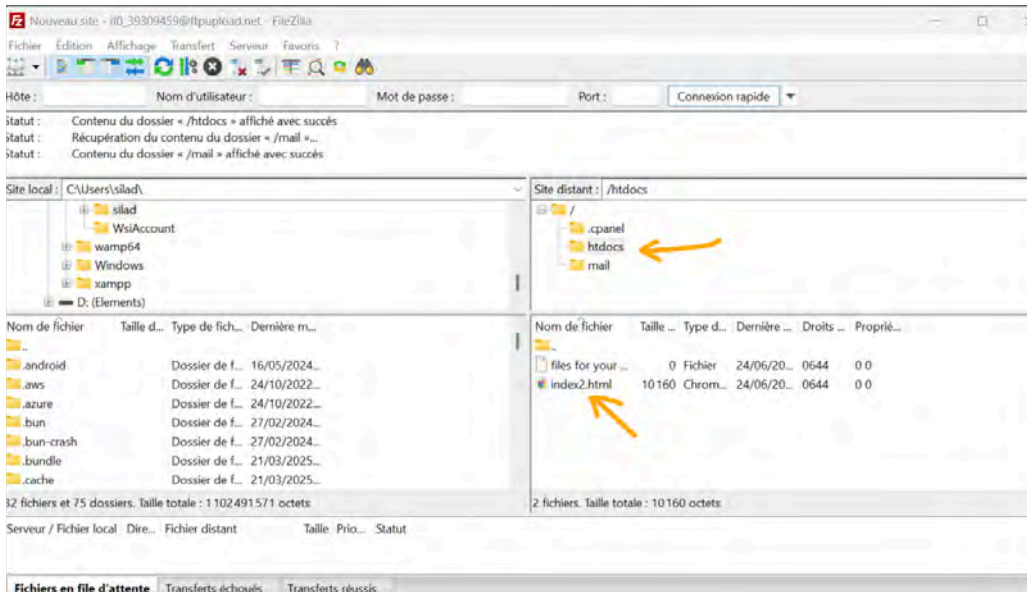 Nouveau site - if0_39309459@ftpupload.net - FileZilla
Fichier Édition Affichage Transfert Serveur Favoris ?
Hôte : Nom d'utilisateur : Mot de passe : Port : Connexion rapide
Statut : Contenu du dossier « /htdocs » affiché avec succès
Statut : Récupération du contenu du dossier « /mail »...
Statut : Contenu du dossier « /mail » affiché avec succès
Site local : C:\Users\silad\
Site distant : /htdocs
silad
WsiAccount
wamp64
Windows
xampp
D: (Elements)
/
.cpanel
htdocs
mail
Nom de fichier Taille d... Type de fich... Dernière m...
..
.android Dossier de f... 16/05/2024...
.aws Dossier de f... 24/10/2022...
.azure Dossier de f... 24/10/2022...
.bun Dossier de f... 27/02/2024...
.bun-crash Dossier de f... 27/02/2024...
.bundle Dossier de f... 21/03/2025...
.cache Dossier de f... 21/03/2025...
32 fichiers et 75 dossiers. Taille totale : 1102491571 octets
Nom de fichier Taille ... Type d... Dernière ... Droits ... Proprié...
..
files for your ... 0 Fichier 24/06/20... 0644 0 0
index2.html 10160 Chrom... 24/06/20... 0644 0 0
2 fichiers. Taille totale : 10160 octets
Serveur / Fichier local Dire... Fichier distant Taille Prio... Statut
Fichiers en file d'attente Transferts échoués Transferts réussis